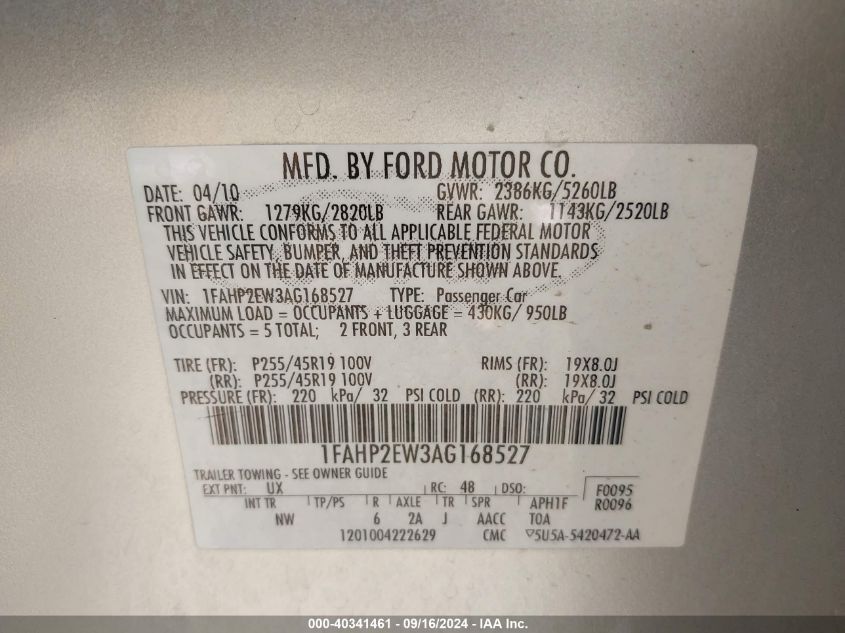 MFD. BY FORD MOTOR CO.
DATE: 04/10 GVWR: 2386KG/5260LB
FRONT GAWR: 1279KG/2820LB REAR GAWR: 1143KG/2520LB
THIS VEHICLE CONFORMS TO ALL APPLICABLE FEDERAL MOTOR
VEHICLE SAFETY, BUMPER, AND THEFT PREVENTION STANDARDS
IN EFFECT ON THE DATE OF MANUFACTURE SHOWN ABOVE.
VIN: 1FAHP2EW3AG168527 TYPE: Passenger Car
MAXIMUM LOAD = OCCUPANTS + LUGGAGE = 430KG/ 950LB
OCCUPANTS = 5 TOTAL; 2 FRONT, 3 REAR
TIRE (FR): P255/45R19 100V RIMS (FR): 19X8.0J
(RR): P255/45R19 100V (RR): 19X8.0J
PRESSURE (FR): 220 kPa/ 32 PSI COLD (RR): 220 kPa/ 32 PSI COLD
1FAHP2EW3AG168527
TRAILER TOWING - SEE OWNER GUIDE
EXT PNT: UX RC: 48 DSO: F0095
INT TR TP/PS R AXLE TR SPR APH1F R0096
NW 6 2A J AACC TOA
1201004222629 CMC ▽5U5A-5420472-AA
000-40341461 - 09/16/2024 - IAA Inc.